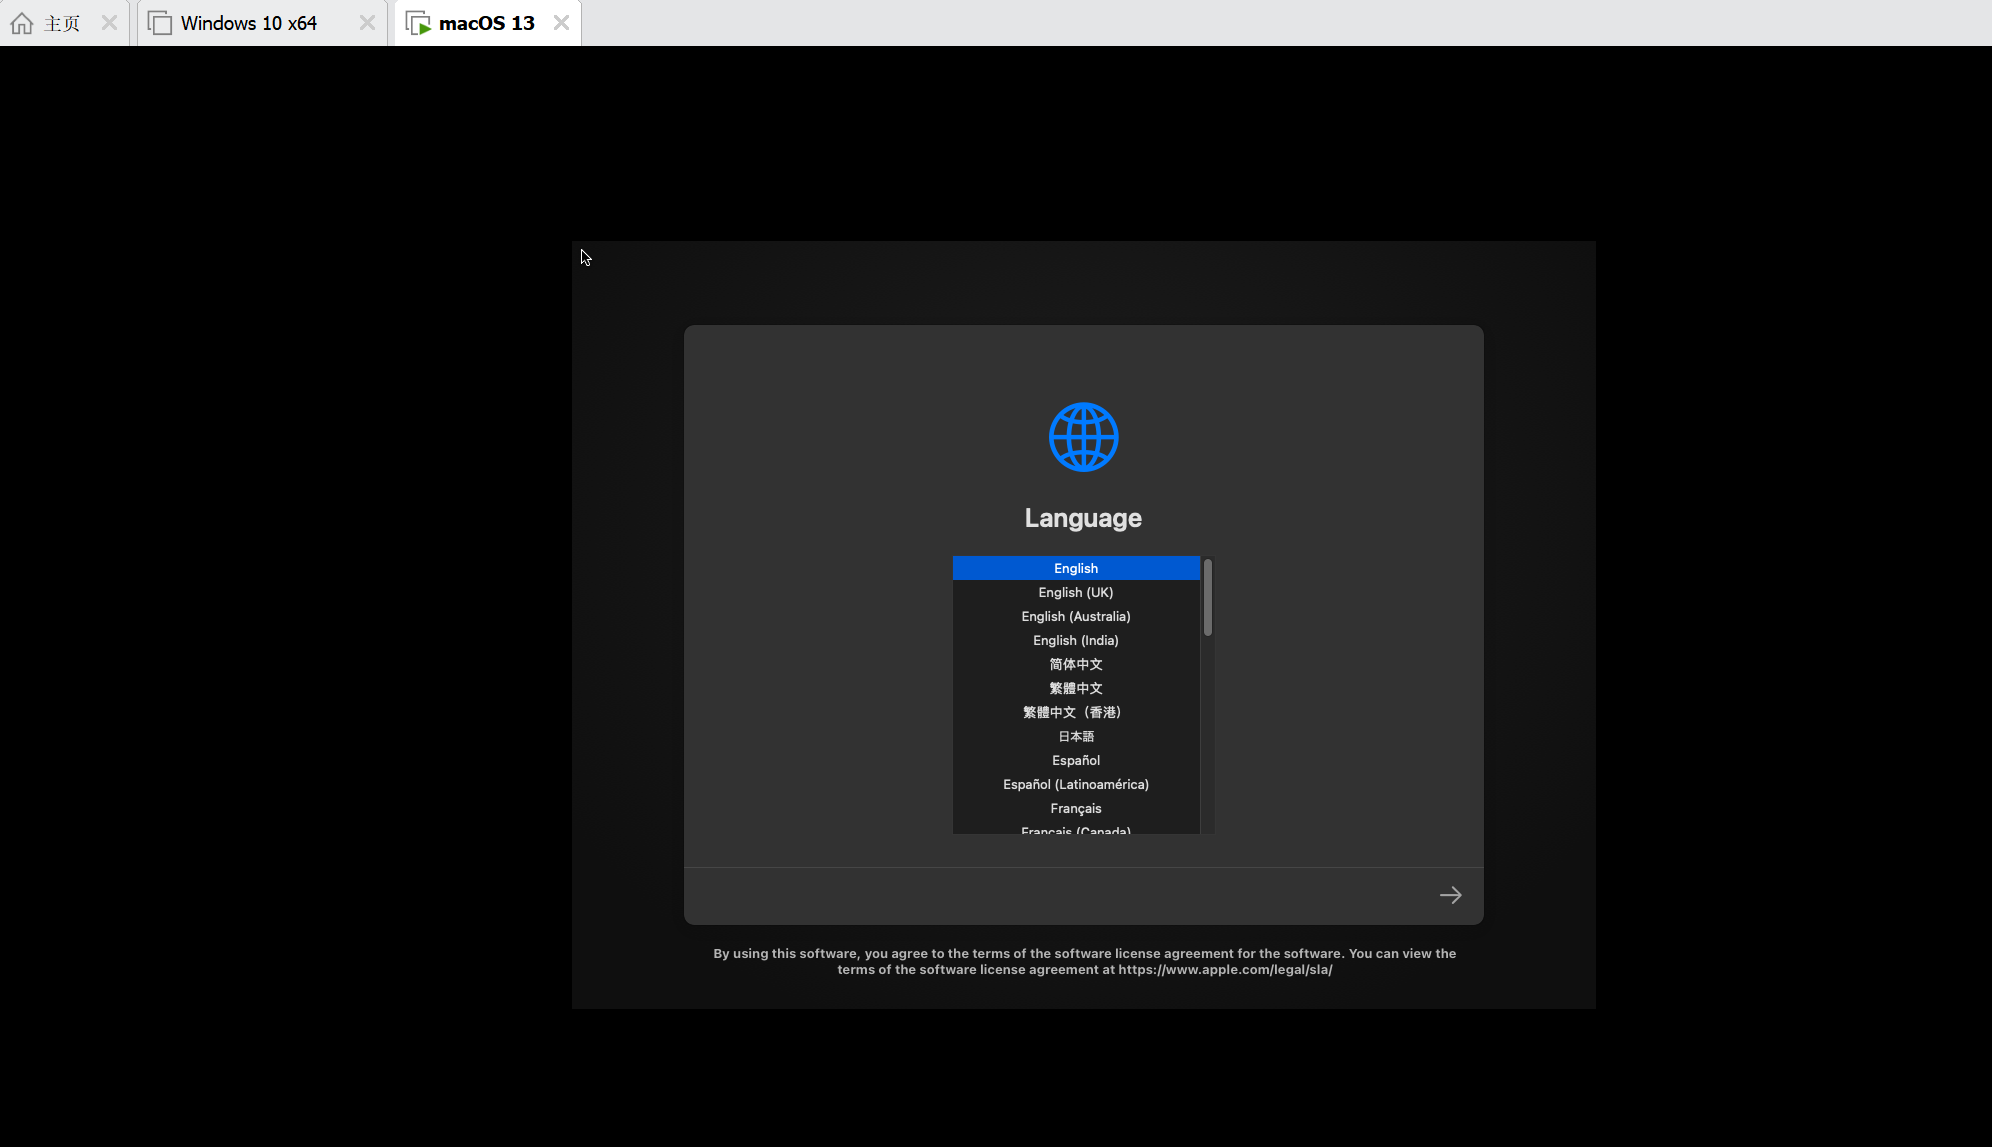 主页
Windows 10 x64
macOS 13
Language
English
English (UK)
English (Australia)
English (India)
简体中文
繁體中文
繁體中文（香港）
日本語
Español
Español (Latinoamérica)
Français
Français (Canada)
By using this software, you agree to the terms of the software license agreement for the software. You can view the
terms of the software license agreement at https://www.apple.com/legal/sla/